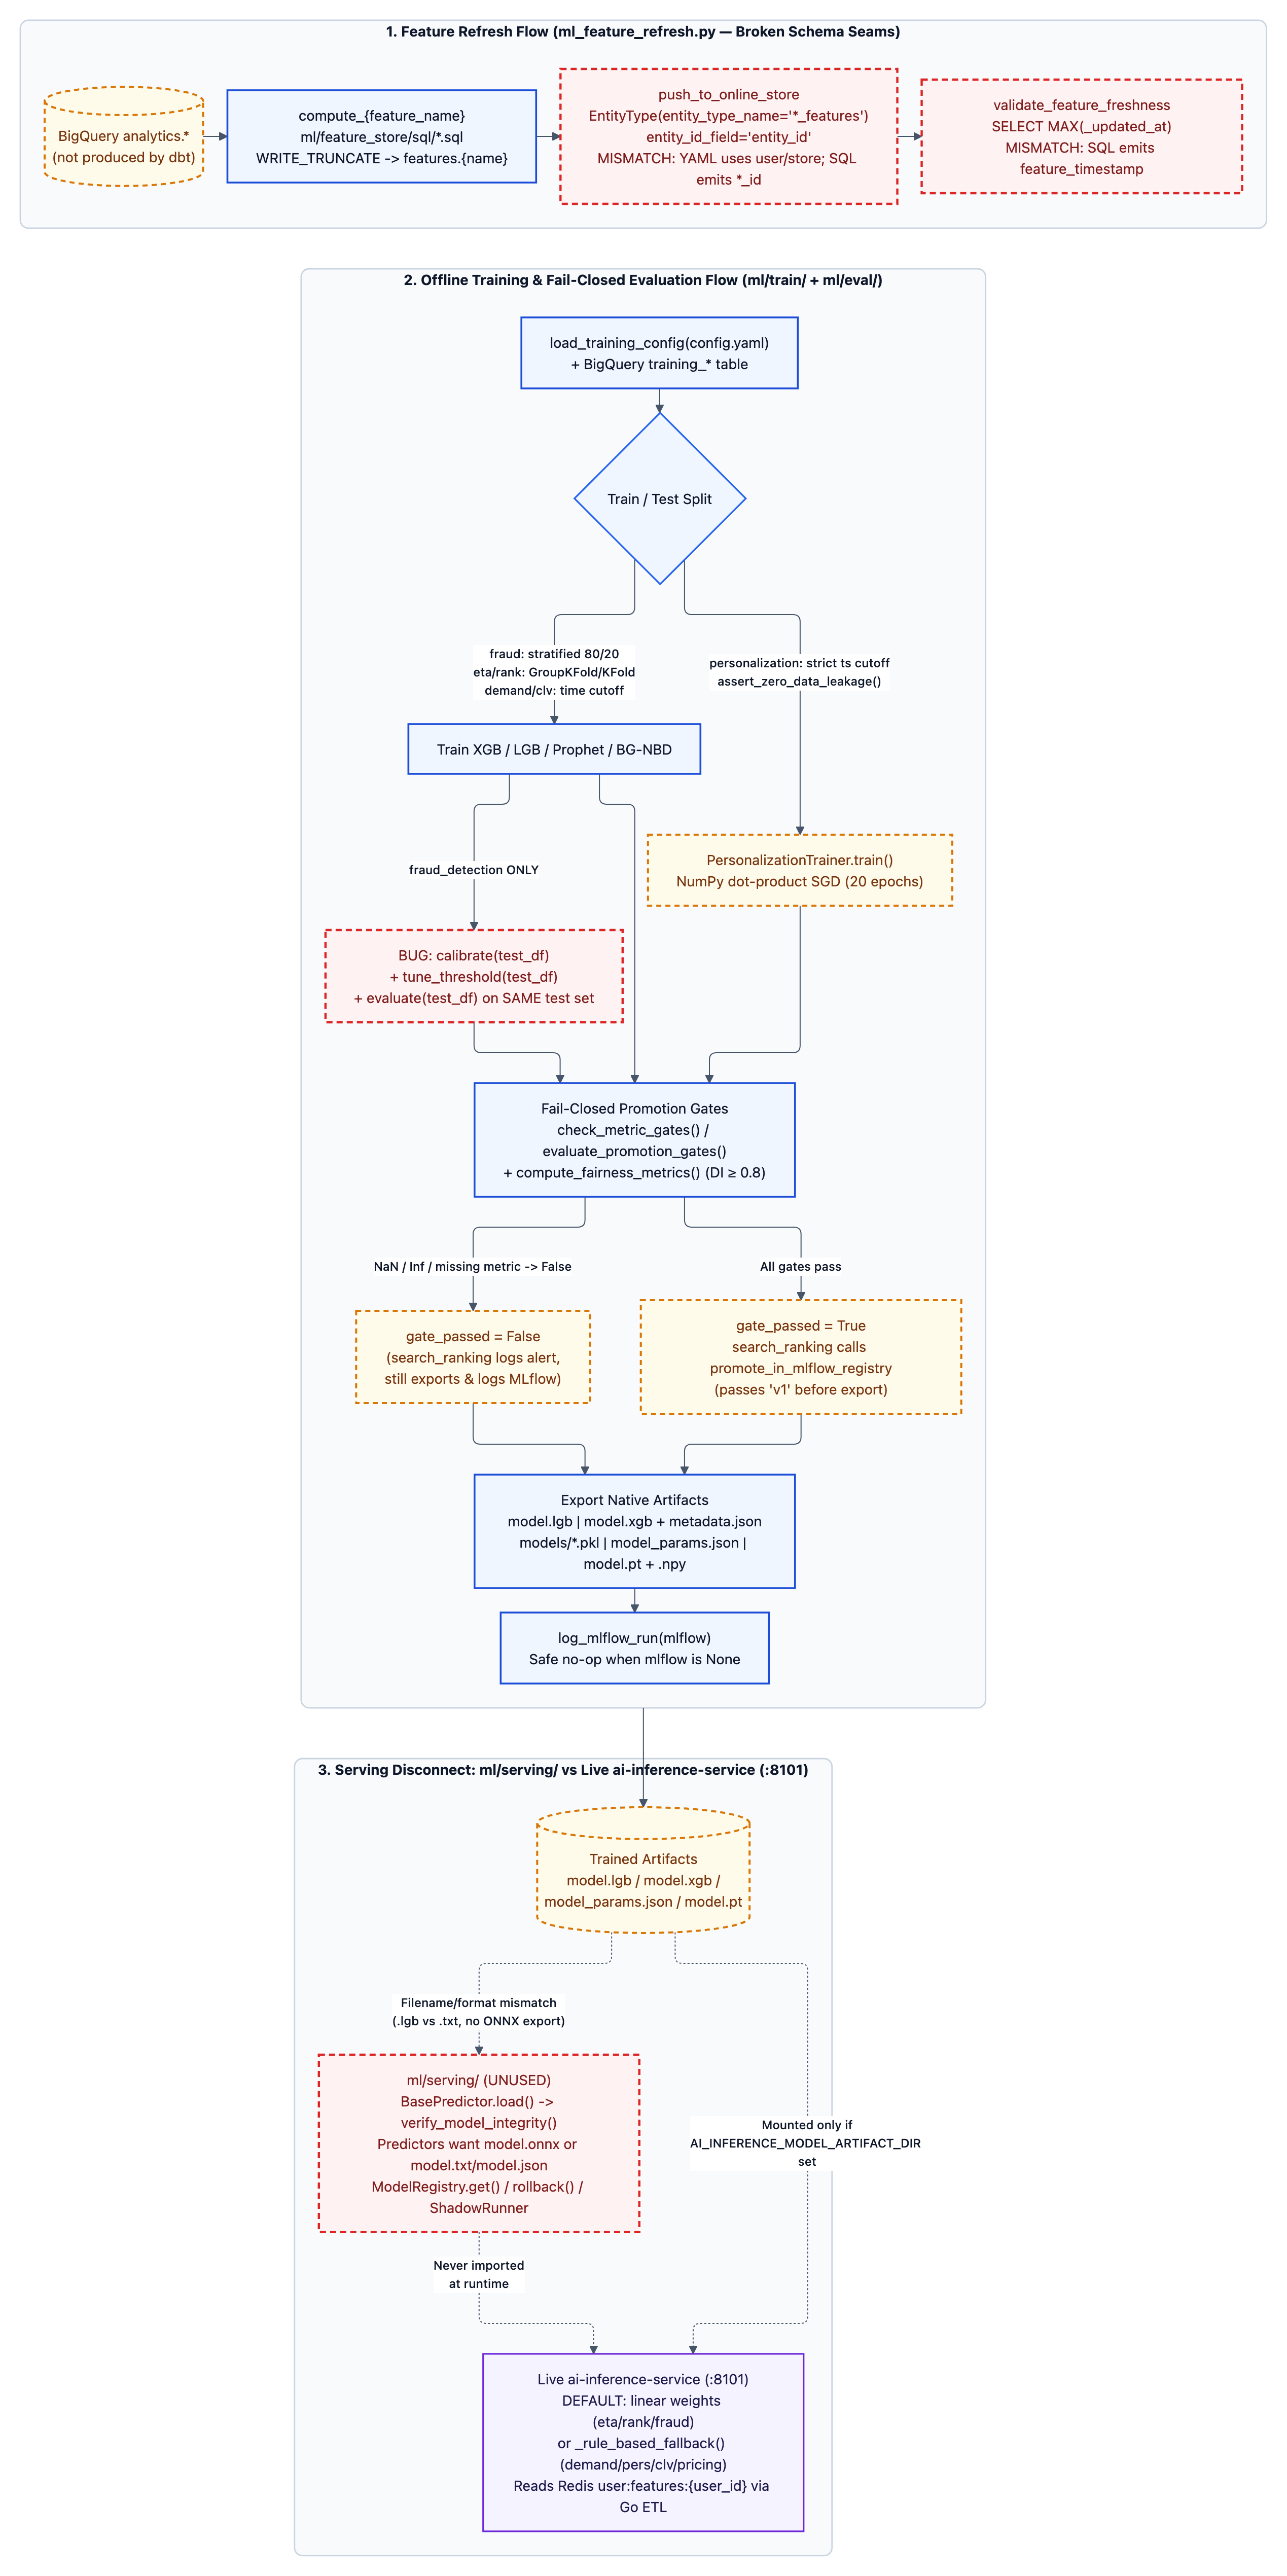 1. Feature Refresh Flow (ml_feature_refresh.py — Broken Schema Seams)
BigQuery analytics.*
(not produced by dbt)
compute_{feature_name}
ml/feature_store/sql/*.sql
WRITE_TRUNCATE -> features.{name}
push_to_online_store
EntityType(entity_type_name='*_features')
entity_id_field='entity_id'
MISMATCH: YAML uses user/store; SQL
emits *_id
validate_feature_freshness
SELECT MAX(_updated_at)
MISMATCH: SQL emits
feature_timestamp
2. Offline Training & Fail-Closed Evaluation Flow (ml/train/ + ml/eval/)
load_training_config(config.yaml)
+ BigQuery training_* table
Train / Test Split
fraud: stratified 80/20
eta/rank: GroupKFold/KFold
demand/clv: time cutoff
personalization: strict ts cutoff
assert_zero_data_leakage()
Train XGB / LGB / Prophet / BG-NBD
PersonalizationTrainer.train()
NumPy dot-product SGD (20 epochs)
fraud_detection ONLY
BUG: calibrate(test_df)
+ tune_threshold(test_df)
+ evaluate(test_df) on SAME test set
Fail-Closed Promotion Gates
check_metric_gates() /
evaluate_promotion_gates()
+ compute_fairness_metrics() (DI ≥ 0.8)
NaN / Inf / missing metric -> False
All gates pass
gate_passed = False
(search_ranking logs alert,
still exports & logs MLflow)
gate_passed = True
search_ranking calls
promote_in_mlflow_registry
(passes 'v1' before export)
Export Native Artifacts
model.lgb | model.xgb + metadata.json
models/*.pkl | model_params.json |
model.pt + .npy
log_mlflow_run(mlflow)
Safe no-op when mlflow is None
3. Serving Disconnect: ml/serving/ vs Live ai-inference-service (:8101)
Trained Artifacts
model.lgb / model.xgb /
model_params.json / model.pt
Filename/format mismatch
(.lgb vs .txt, no ONNX export)
ml/serving/ (UNUSED)
BasePredictor.load() ->
verify_model_integrity()
Predictors want model.onnx or
model.txt/model.json
ModelRegistry.get() / rollback() /
ShadowRunner
Mounted only if
AI_INFERENCE_MODEL_ARTIFACT_DIR
set
Never imported
at runtime
Live ai-inference-service (:8101)
DEFAULT: linear weights
(eta/rank/fraud)
or _rule_based_fallback()
(demand/pers/clv/pricing)
Reads Redis user:features:{user_id} via
Go ETL